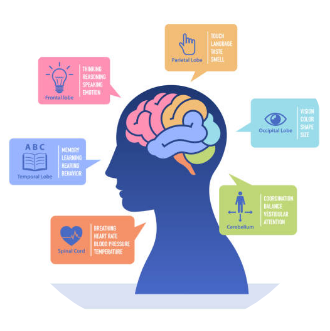 TOUCH
LANGUAGE
TASTE
SMELL
Parietal Lobe
THINKING
REASONING
SPEAKING
EMOTION
Frontal lobe
VISION
COLOR
SHAPE
SIZE
Occipital Lobe
ABC
MEMORY
LEARNING
HEARING
BEHAVIOR
Temporal Lobe
COORDINATION
BALANCE
VESTIBULAR
ATTENTION
Cerebellum
BREATHING
HEART RATE
BLOOD PRESSURE
TEMPERATURE
Spinal Cord